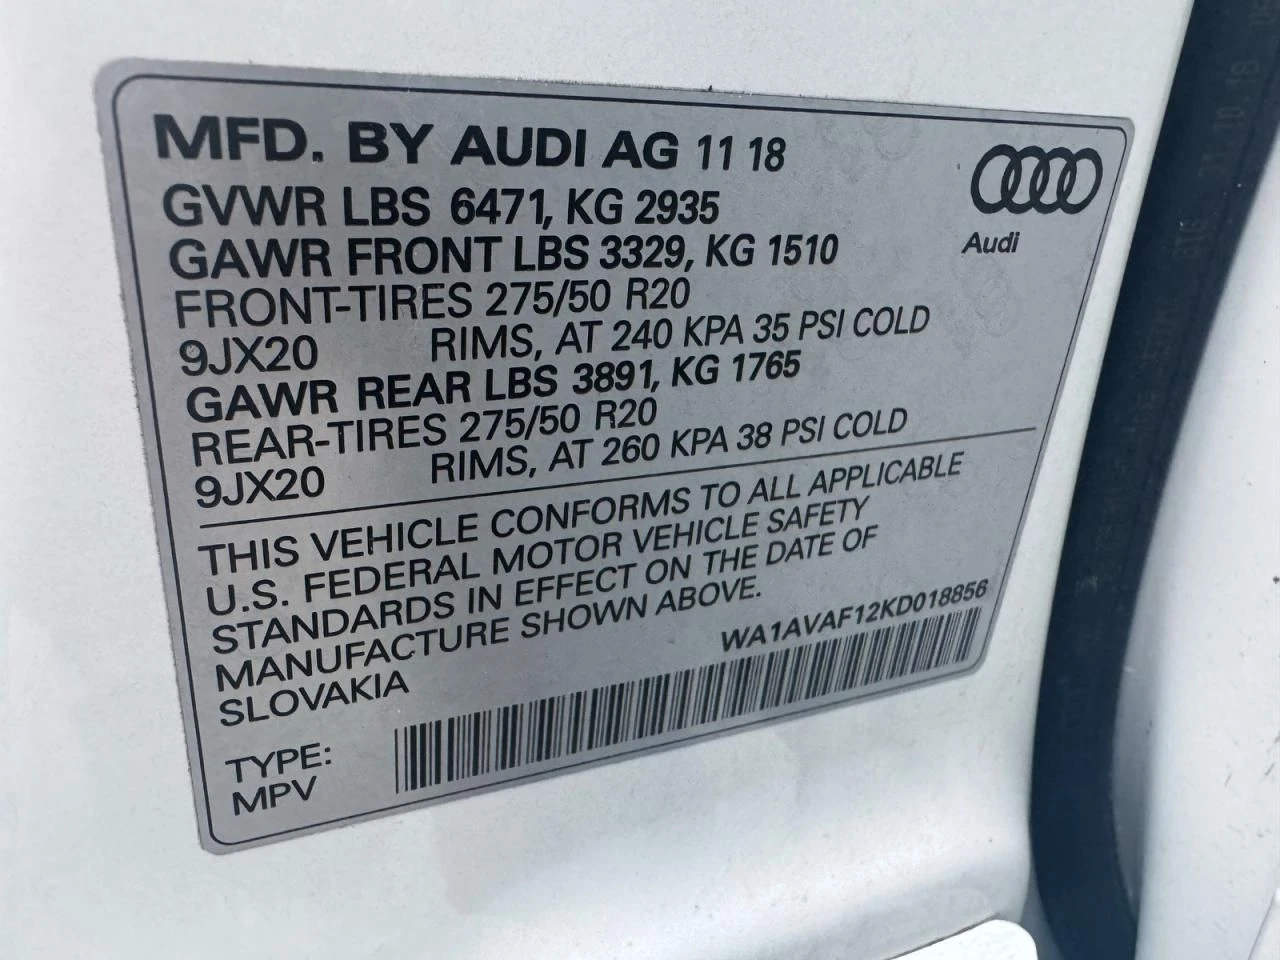 MFD. BY AUDI AG 11 18
GVWR LBS 6471, KG 2935
GAWR FRONT LBS 3329, KG 1510
FRONT-TIRES 275/50 R20
9JX20 RIMS, AT 240 KPA 35 PSI COLD
GAWR REAR LBS 3891, KG 1765
REAR-TIRES 275/50 R20
9JX20 RIMS, AT 260 KPA 38 PSI COLD
Audi
THIS VEHICLE CONFORMS TO ALL APPLICABLE
U.S. FEDERAL MOTOR VEHICLE SAFETY
STANDARDS IN EFFECT ON THE DATE OF
MANUFACTURE SHOWN ABOVE.
SLOVAKIA
WA1AVAF12KD018856
TYPE:
MPV